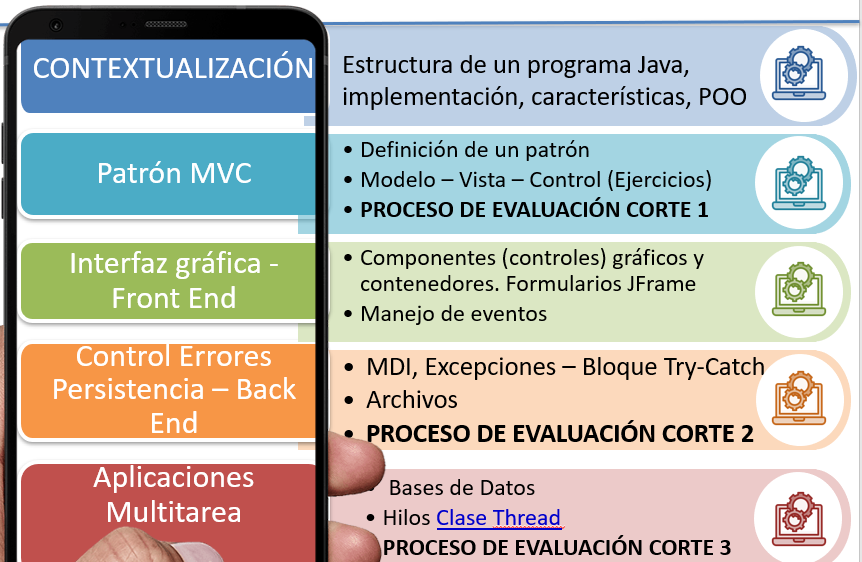 CONTEXTUALIZACIÓN
Estructura de un programa Java,
implementación, características, POO
Patrón MVC
• Definición de un patrón
• Modelo – Vista – Control (Ejercicios)
• PROCESO DE EVALUACIÓN CORTE 1
Interfaz gráfica -
Front End
• Componentes (controles) gráficos y
contenedores. Formularios JFrame
• Manejo de eventos
Control Errores
Persistencia – Back
End
• MDI, Excepciones – Bloque Try-Catch
• Archivos
• PROCESO DE EVALUACIÓN CORTE 2
Aplicaciones
Multitarea
• Bases de Datos
• Hilos Clase Thread
PROCESO DE EVALUACIÓN CORTE 3